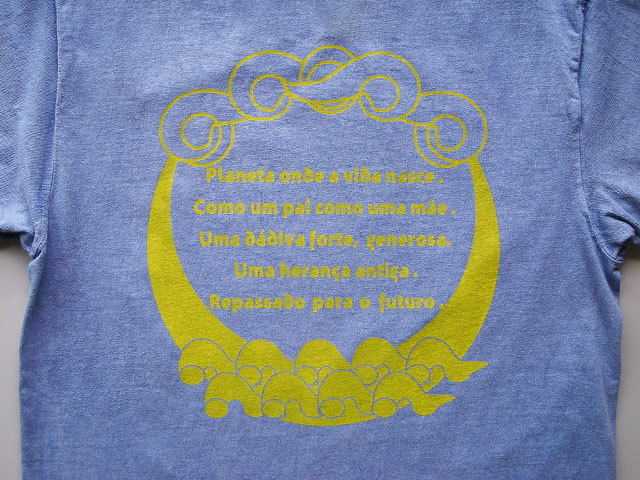 Planeta onde a vida nasce .
Como um pai como uma mãe .
Uma dádiva forte, generosa.
Uma herança antiga .
Repassado para o futuro .